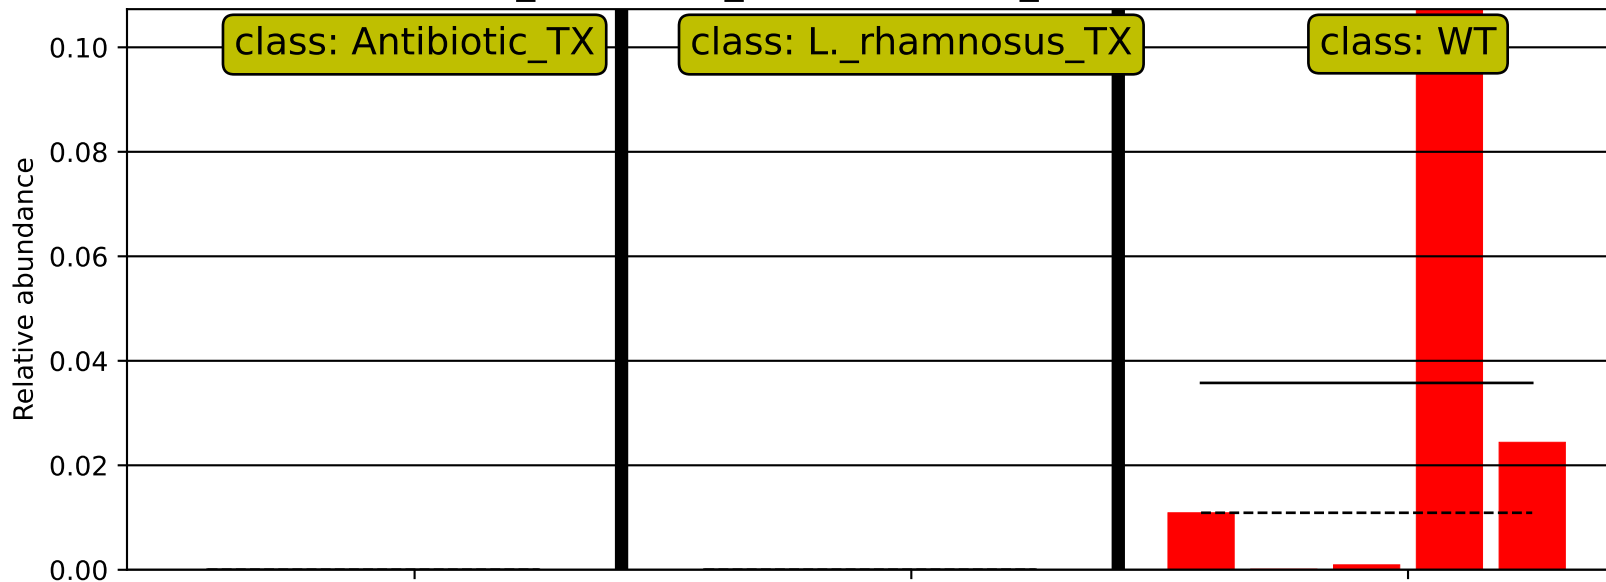 class: Antibiotic_TX
class: L._rhamnosus_TX
class: WT
0.10
0.08
0.06
0.04
0.02
0.00
Relative abundance